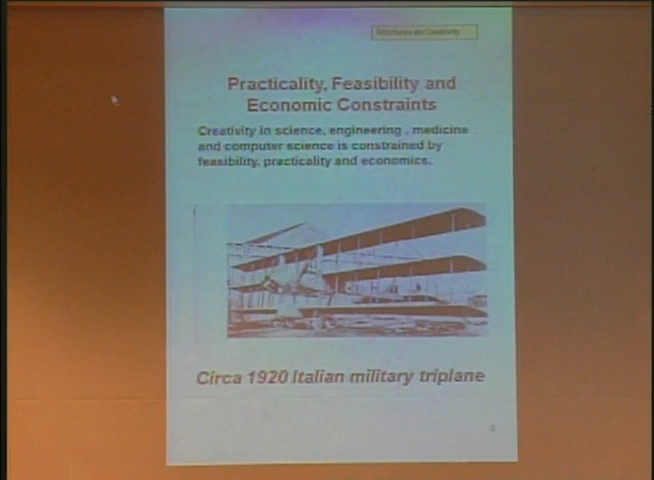 Strictures on Creativity
Practicality, Feasibility and
Economic Constraints
Creativity in science, engineering , medicine
and computer science is constrained by
feasibility, practicality and economics.
Circa 1920 Italian military triplane